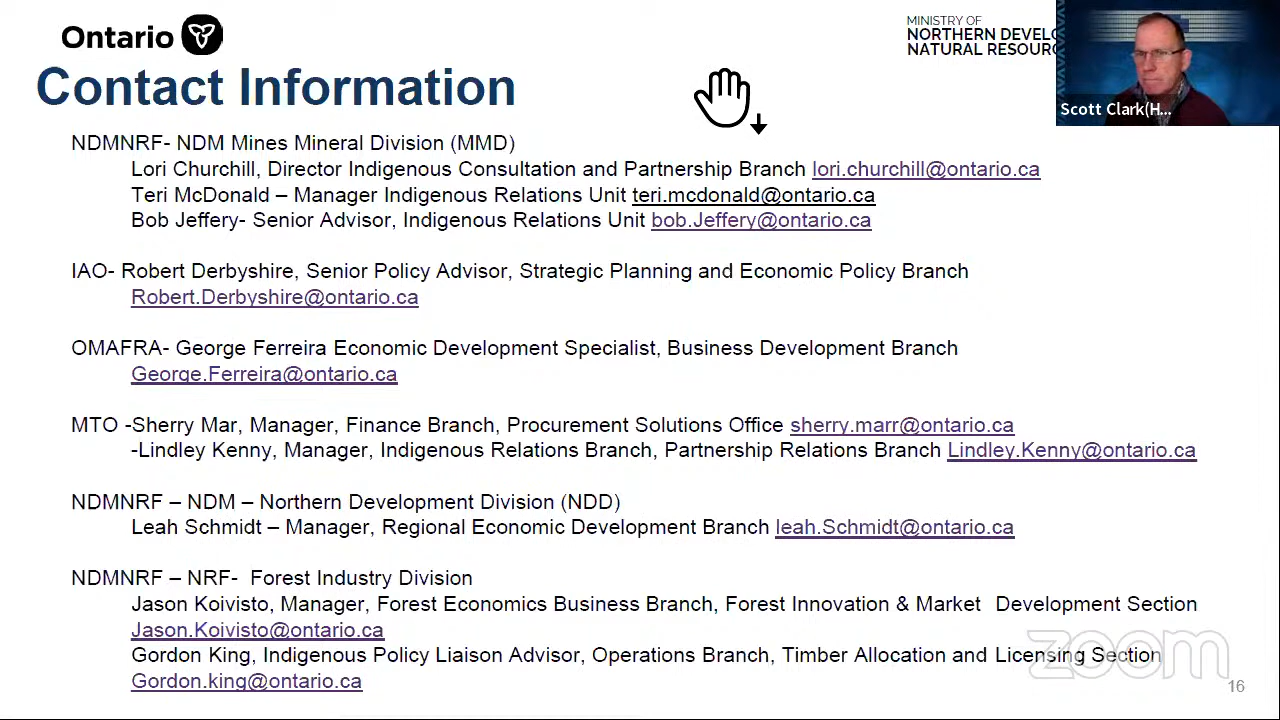 Ontario
MINISTRY OF
NORTHERN DEVELO
NATURAL RESOURC
Contact Information
Scott Clark(H...
NDMNRF- NDM Mines Mineral Division (MMD)
Lori Churchill, Director Indigenous Consultation and Partnership Branch lori.churchill@ontario.ca
Teri McDonald – Manager Indigenous Relations Unit teri.mcdonald@ontario.ca
Bob Jeffery- Senior Advisor, Indigenous Relations Unit bob.Jeffery@ontario.ca
IAO- Robert Derbyshire, Senior Policy Advisor, Strategic Planning and Economic Policy Branch
Robert.Derbyshire@ontario.ca
OMAFRA- George Ferreira Economic Development Specialist, Business Development Branch
George.Ferreira@ontario.ca
MTO -Sherry Mar, Manager, Finance Branch, Procurement Solutions Office sherry.marr@ontario.ca
-Lindley Kenny, Manager, Indigenous Relations Branch, Partnership Relations Branch Lindley.Kenny@ontario.ca
NDMNRF – NDM – Northern Development Division (NDD)
Leah Schmidt – Manager, Regional Economic Development Branch leah.Schmidt@ontario.ca
NDMNRF – NRF- Forest Industry Division
Jason Koivisto, Manager, Forest Economics Business Branch, Forest Innovation & Market Development Section
Jason.Koivisto@ontario.ca
Gordon King, Indigenous Policy Liaison Advisor, Operations Branch, Timber Allocation and Licensing Section
Gordon.king@ontario.ca
zoom
16